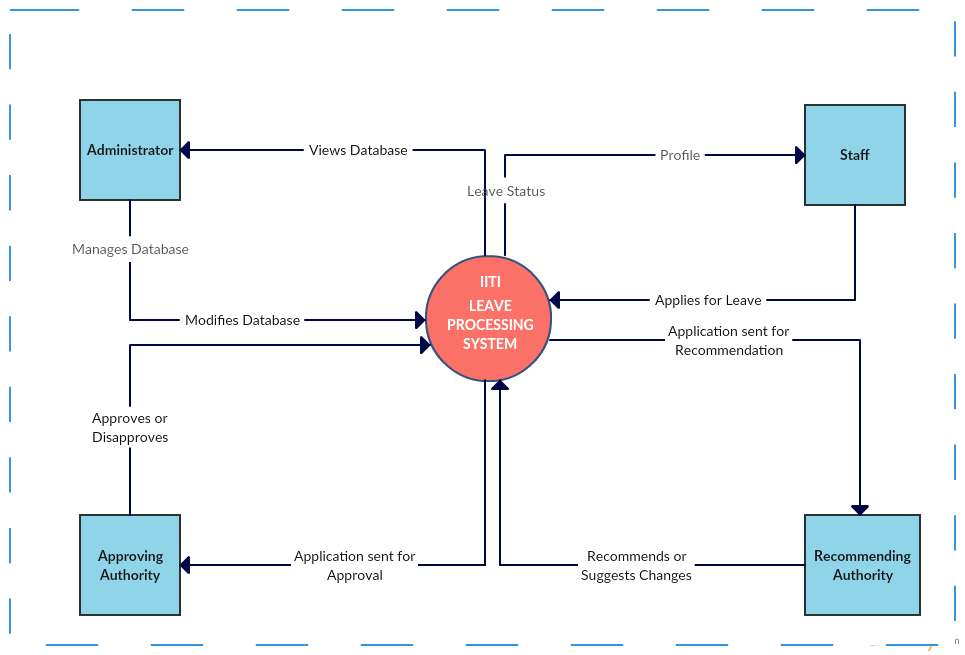 Administrator
Views Database
Profile
Staff
Leave Status
Manages Database
IITI
LEAVE
PROCESSING
SYSTEM
Applies for Leave
Modifies Database
Application sent for
Recommendation
Approves or
Disapproves
Approving
Authority
Application sent for
Approval
Recommends or
Suggests Changes
Recommending
Authority